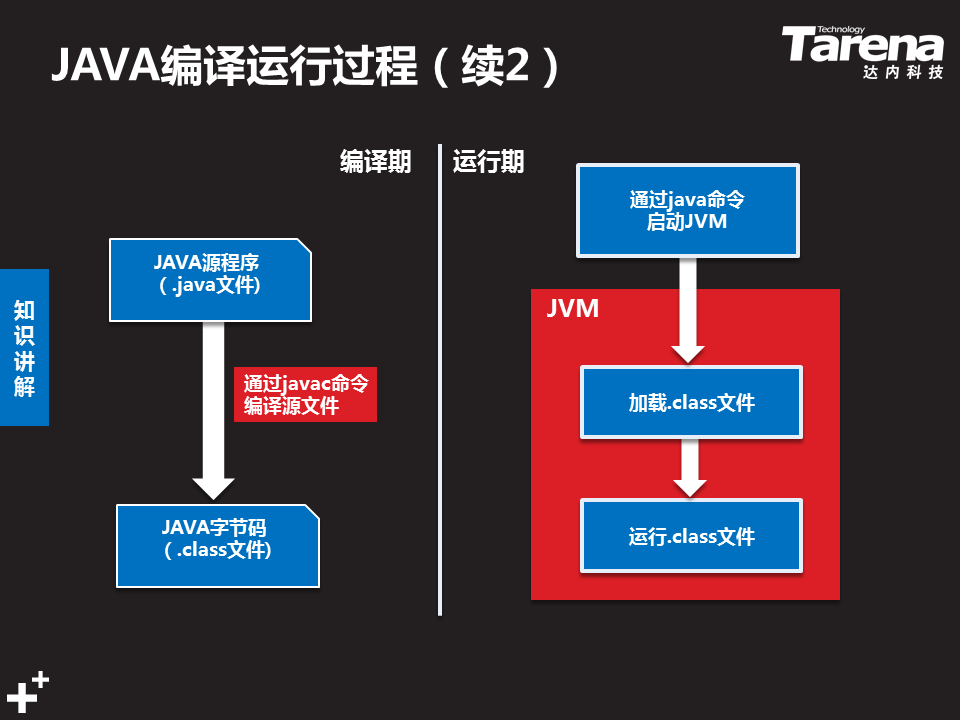 JAVA编译运行过程（续2）
Technology
Tarena
达内科技
编译期
运行期
通过java命令
启动JVM
JAVA源程序
（.java文件)
知
识
讲
解
JVM
通过javac命令
编译源文件
加载.class文件
JAVA字节码
（.class文件)
运行.class文件